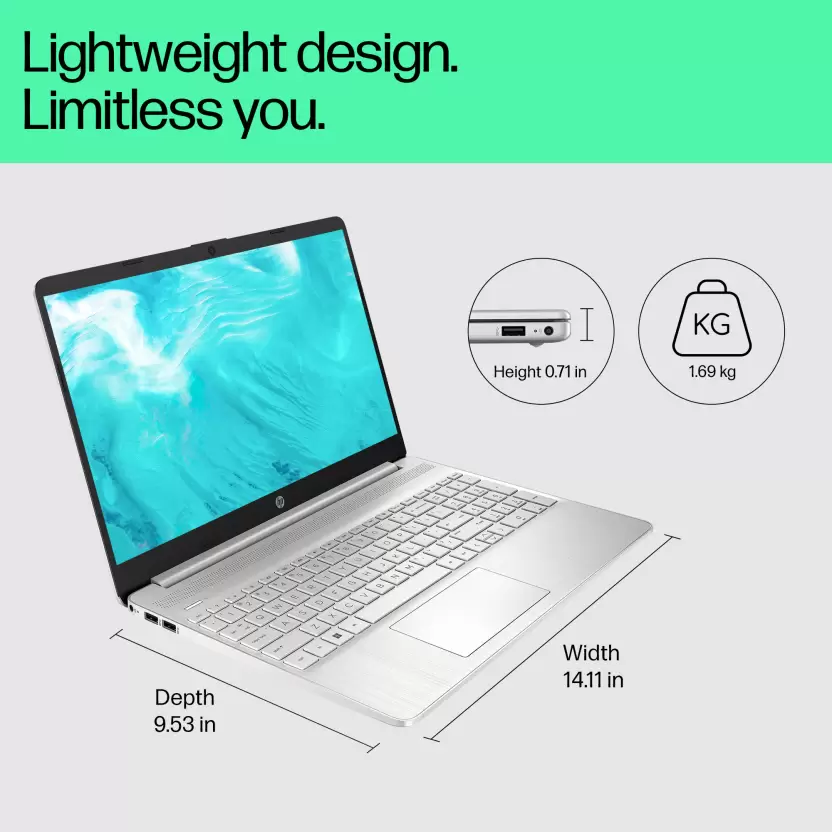 Lightweight design.
Limitless you.
KG
Height 0.71 in
1.69 kg
hp
Width
14.11 in
Depth
9.53 in